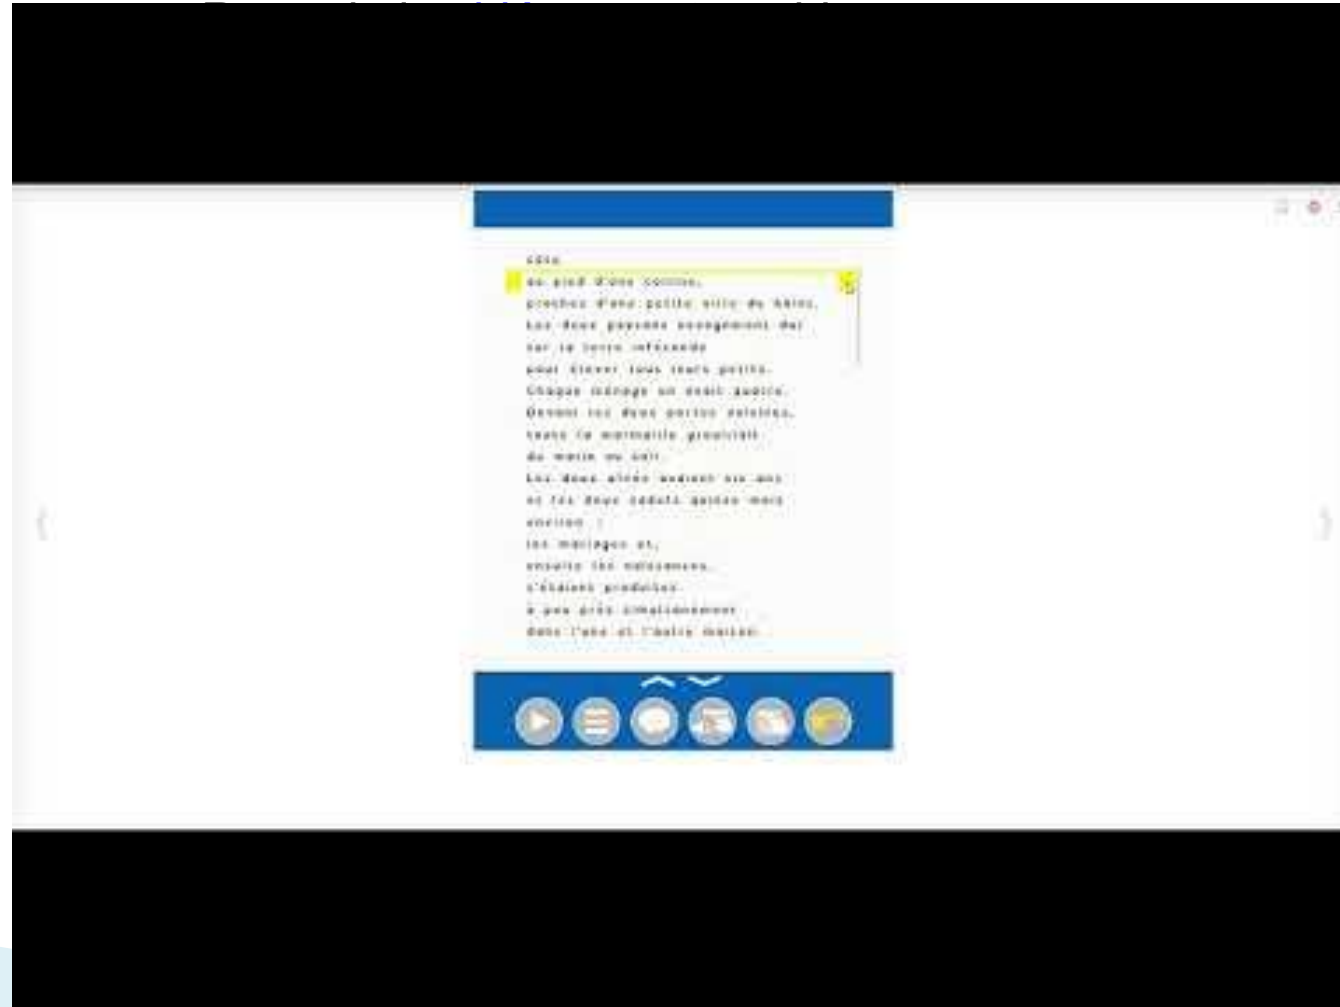 côte,
au pied d'une colline,
proches d'une petite ville de bains.
Les deux paysans besognaient dur
sur la terre inféconde
pour élever tous leurs petits.
Chaque ménage en avait quatre.
Devant les deux portes voisines,
toute la marmaille grouillait
du matin au soir.
Les deux aînés avaient six ans
et les deux cadets quinze mois
environ ;
les mariages et,
ensuite les naissances,
s'étaient produites
à peu près simultanément
dans l'une et l'autre maison.